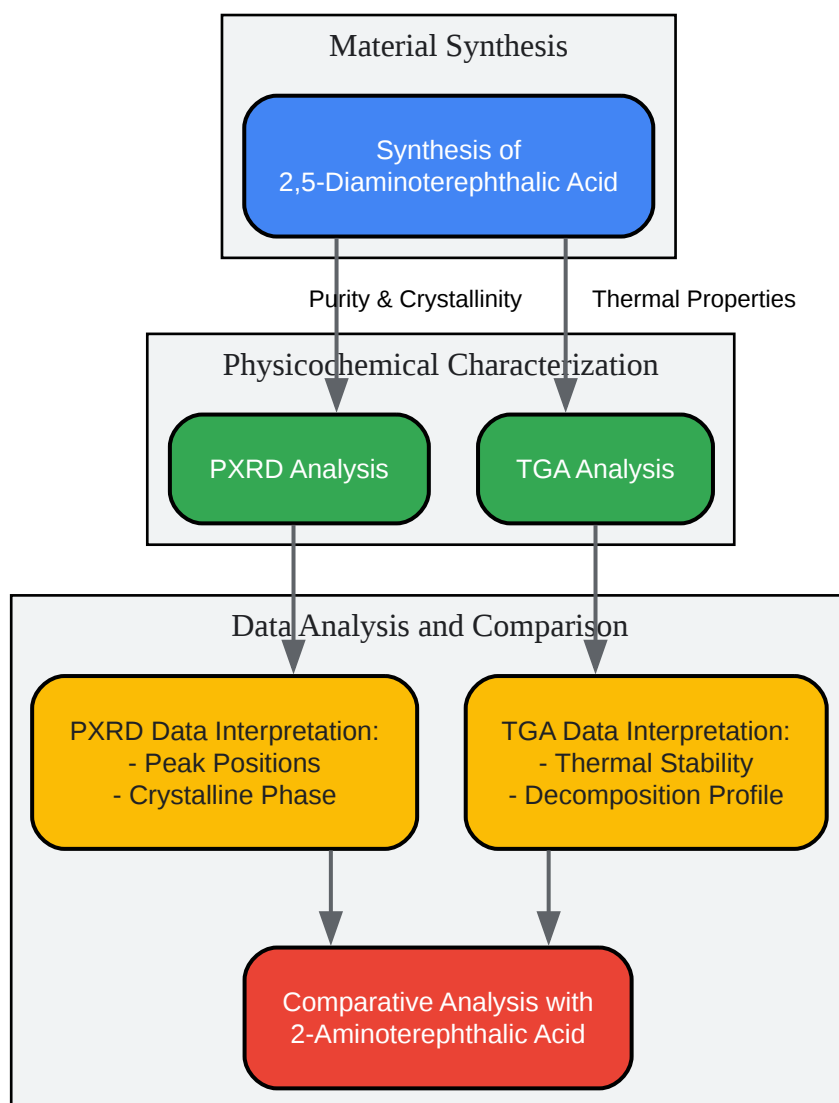 Material Synthesis
Synthesis of
2,5-Diaminoterephthalic Acid
Purity & Crystallinity
Thermal Properties
Physicochemical Characterization
PXRD Analysis
TGA Analysis
Data Analysis and Comparison
PXRD Data Interpretation:
- Peak Positions
- Crystalline Phase
TGA Data Interpretation:
- Thermal Stability
- Decomposition Profile
Comparative Analysis with
2-Aminoterephthalic Acid